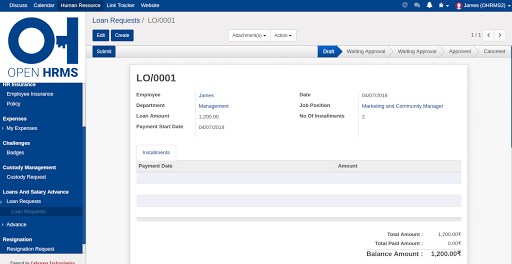 Discuss Calendar Human Resource Link Tracker Website James (OHRMS2)
OPEN HRMS
HR Insurance
Employee Insurance
Policy
Expenses
My Expenses
Challenges
Badges
Custody Management
Custody Request
Loans And Salary Advance
Loan Requests
Loan Requests
Advance
Resignation
Resignation Request
Powered by Cybrosys Technologies
Loan Requests / LO/0001
Edit Create Attachment(s) Action 1 / 1
Submit Draft Waiting Approval Waiting Approval Approved Canceled
LO/0001
Employee James Date 04/07/2018
Department Management Job Position Marketing and Community Manager
Loan Amount 1,200.00 No Of Installments 2
Payment Start Date 04/07/2018
Installments
Payment Date Amount
Total Amount : 1,200.00₹
Total Paid Amount : 0.00₹
Balance Amount : 1,200.00₹